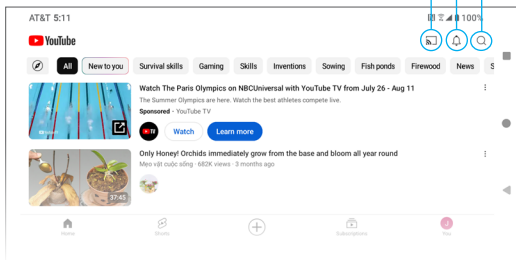 AT&T 5:11
100%
YouTube
All New to you Survival skills Gaming Skills Inventions Sowing Fish ponds Firewood News S
Watch The Paris Olympics on NBCUniversal with YouTube TV from July 26 - Aug 11
The Summer Olympics are here. Watch the best athletes compete live.
Sponsored · YouTube TV
TV Watch Learn more
Only Honey! Orchids immediately grow from the base and bloom all year round
Mẹo vặt cuộc sống · 682K views · 3 months ago
37:45
Home Shorts Subscriptions You
J